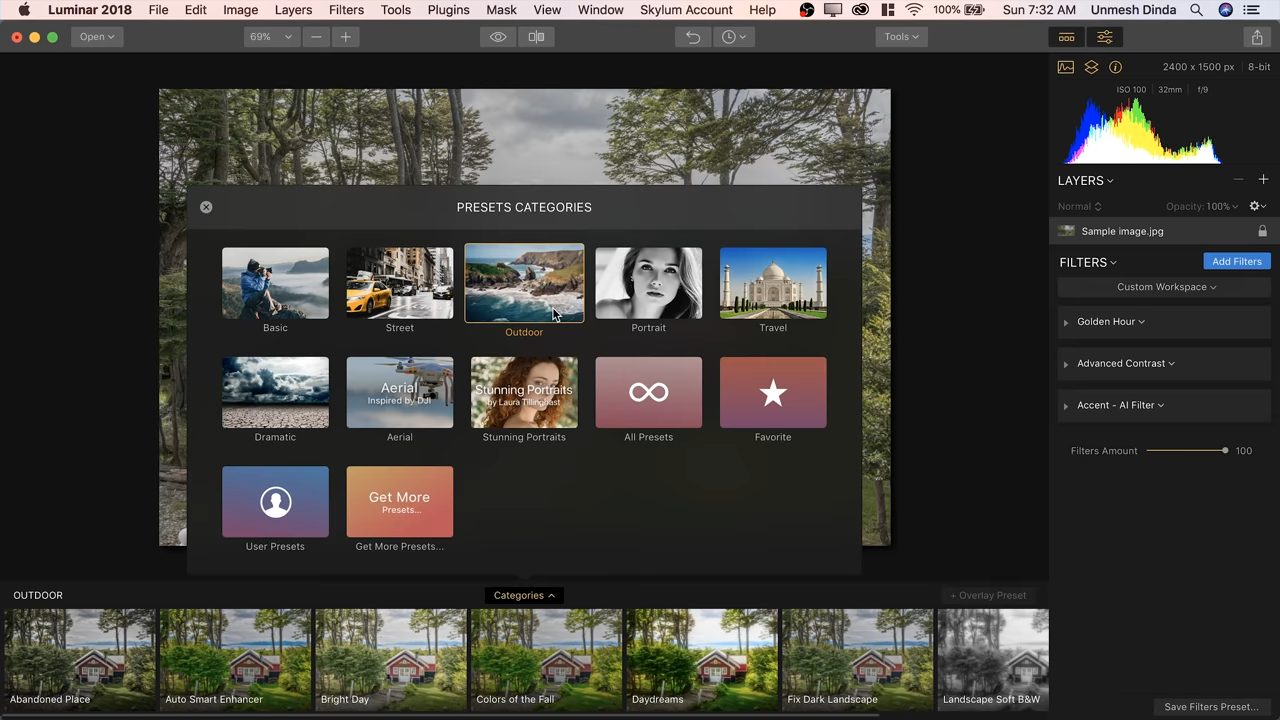 Luminar 2018 File Edit Image Layers Filters Tools Plugins Mask View Window Skylum Account Help 100% Sun 7:32 AM Unmesh Dinda
Open 69% Tools
2400 x 1500 px 8-bit
ISO 100 32mm f/9
LAYERS
Normal Opacity: 100%
Sample image.jpg
FILTERS Add Filters
Custom Workspace
Golden Hour
Advanced Contrast
Accent - AI Filter
Filters Amount 100
Save Filters Preset...
PRESETS CATEGORIES
Basic Street Outdoor Portrait Travel
Aerial
Inspired by DJI
Stunning Portraits
by Laura Tillinghast
Dramatic Aerial Stunning Portraits All Presets Favorite
Get More
Presets...
User Presets Get More Presets...
OUTDOOR Categories + Overlay Preset
Abandoned Place Auto Smart Enhancer Bright Day Colors of the Fall Daydreams Fix Dark Landscape Landscape Soft B&W